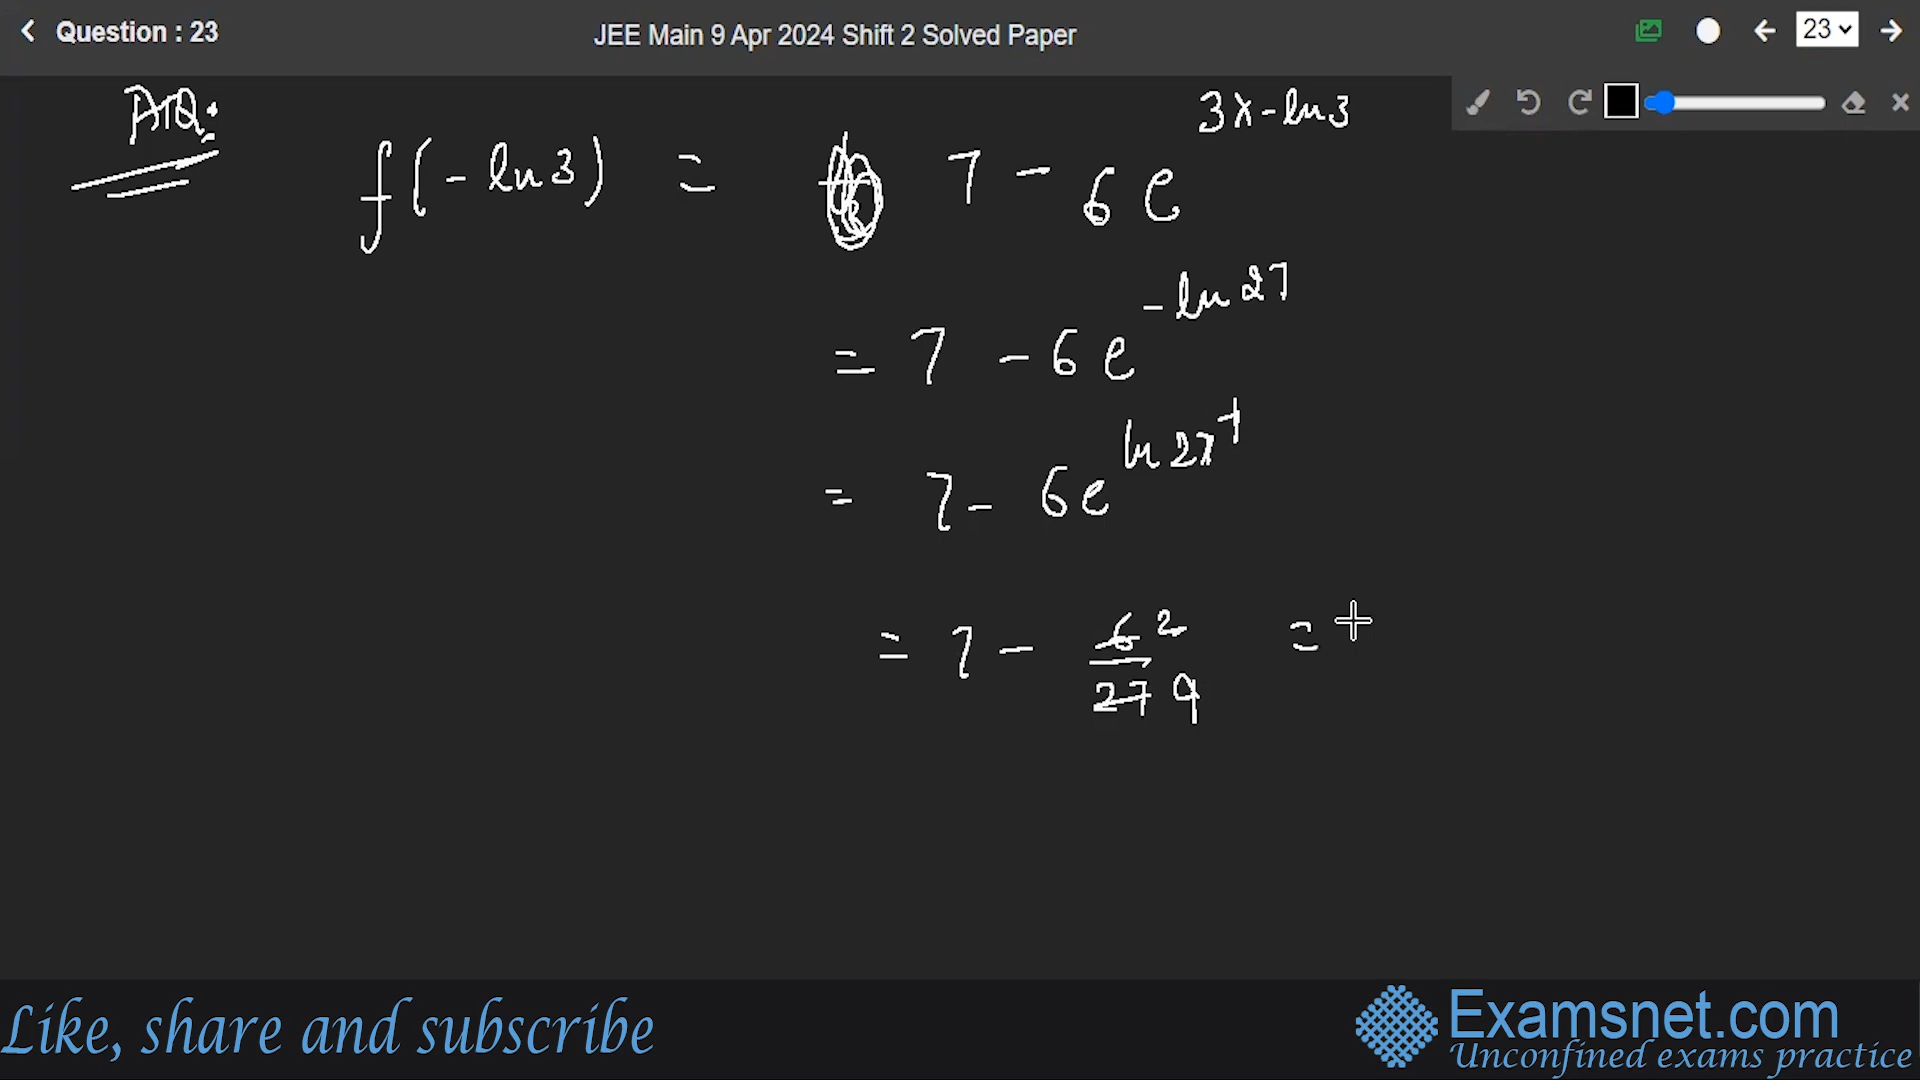 Question : 23
JEE Main 9 Apr 2024 Shift 2 Solved Paper
23
ATQ:
f(-ln3) = 7 - 6e^{3x-ln3}
= 7 - 6e^{-ln27}
= 7 - 6e^{ln27^{-1}}
= 7 - 6 2 / 27 9 =
Like, share and subscribe
Examsnet.com
Unconfined exams practice